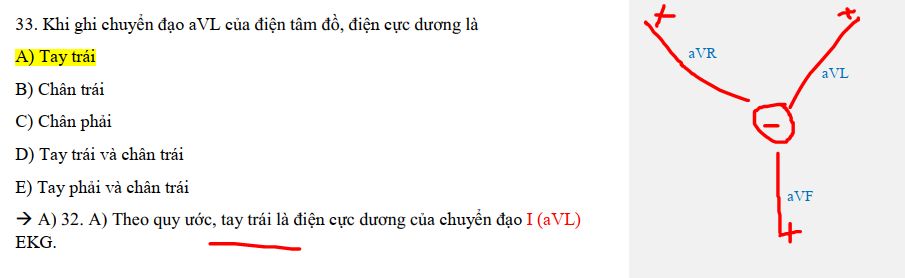 33. Khi ghi chuyển đạo aVL của điện tâm đồ, điện cực dương là
A) Tay trái
B) Chân trái
C) Chân phải
D) Tay trái và chân trái
E) Tay phải và chân trái
→ A) 32. A) Theo quy ước, tay trái là điện cực dương của chuyển đạo I (aVL)
EKG.
+
+
aVR
aVL
−
aVF
+